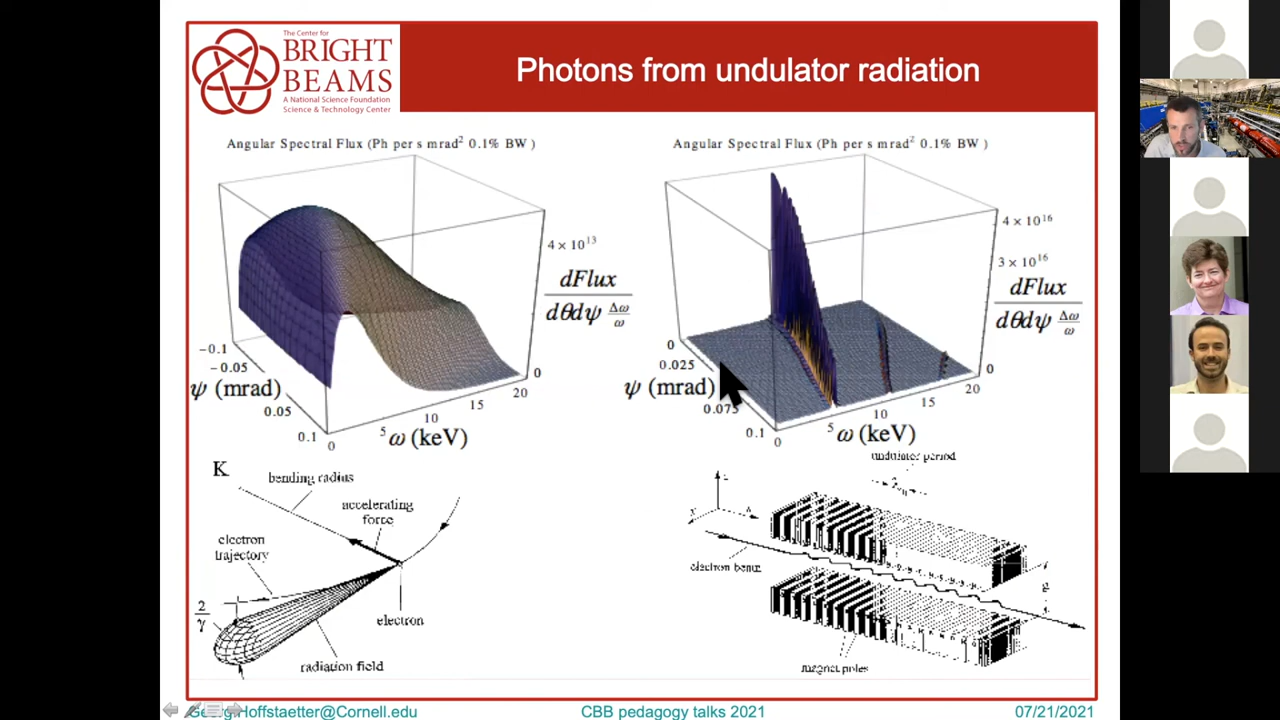 The Center for
BRIGHT
BEAMS
A National Science Foundation
Science & Technology Center
Photons from undulator radiation
Angular Spectral Flux (Ph per s mrad² 0.1% BW )
4 × 10¹³
dFlux
dθdψ Δω/ω
0
−0.1
−0.05
ψ (mrad)
0.05
0.1
0
5
10
15
20
ω (keV)
Angular Spectral Flux (Ph per s mrad² 0.1% BW )
4 × 10¹⁶
3 × 10¹⁶
dFlux
dθdψ Δω/ω
0
0
0.025
ψ (mrad)
0.075
0.1
0
5
10
15
20
ω (keV)
K
bending radius
accelerating
force
electron
trajectory
2/γ
electron
radiation field
undulator period
electron beam
magnet poles
Georg.Hoffstaetter@Cornell.edu
CBB pedagogy talks 2021
07/21/2021